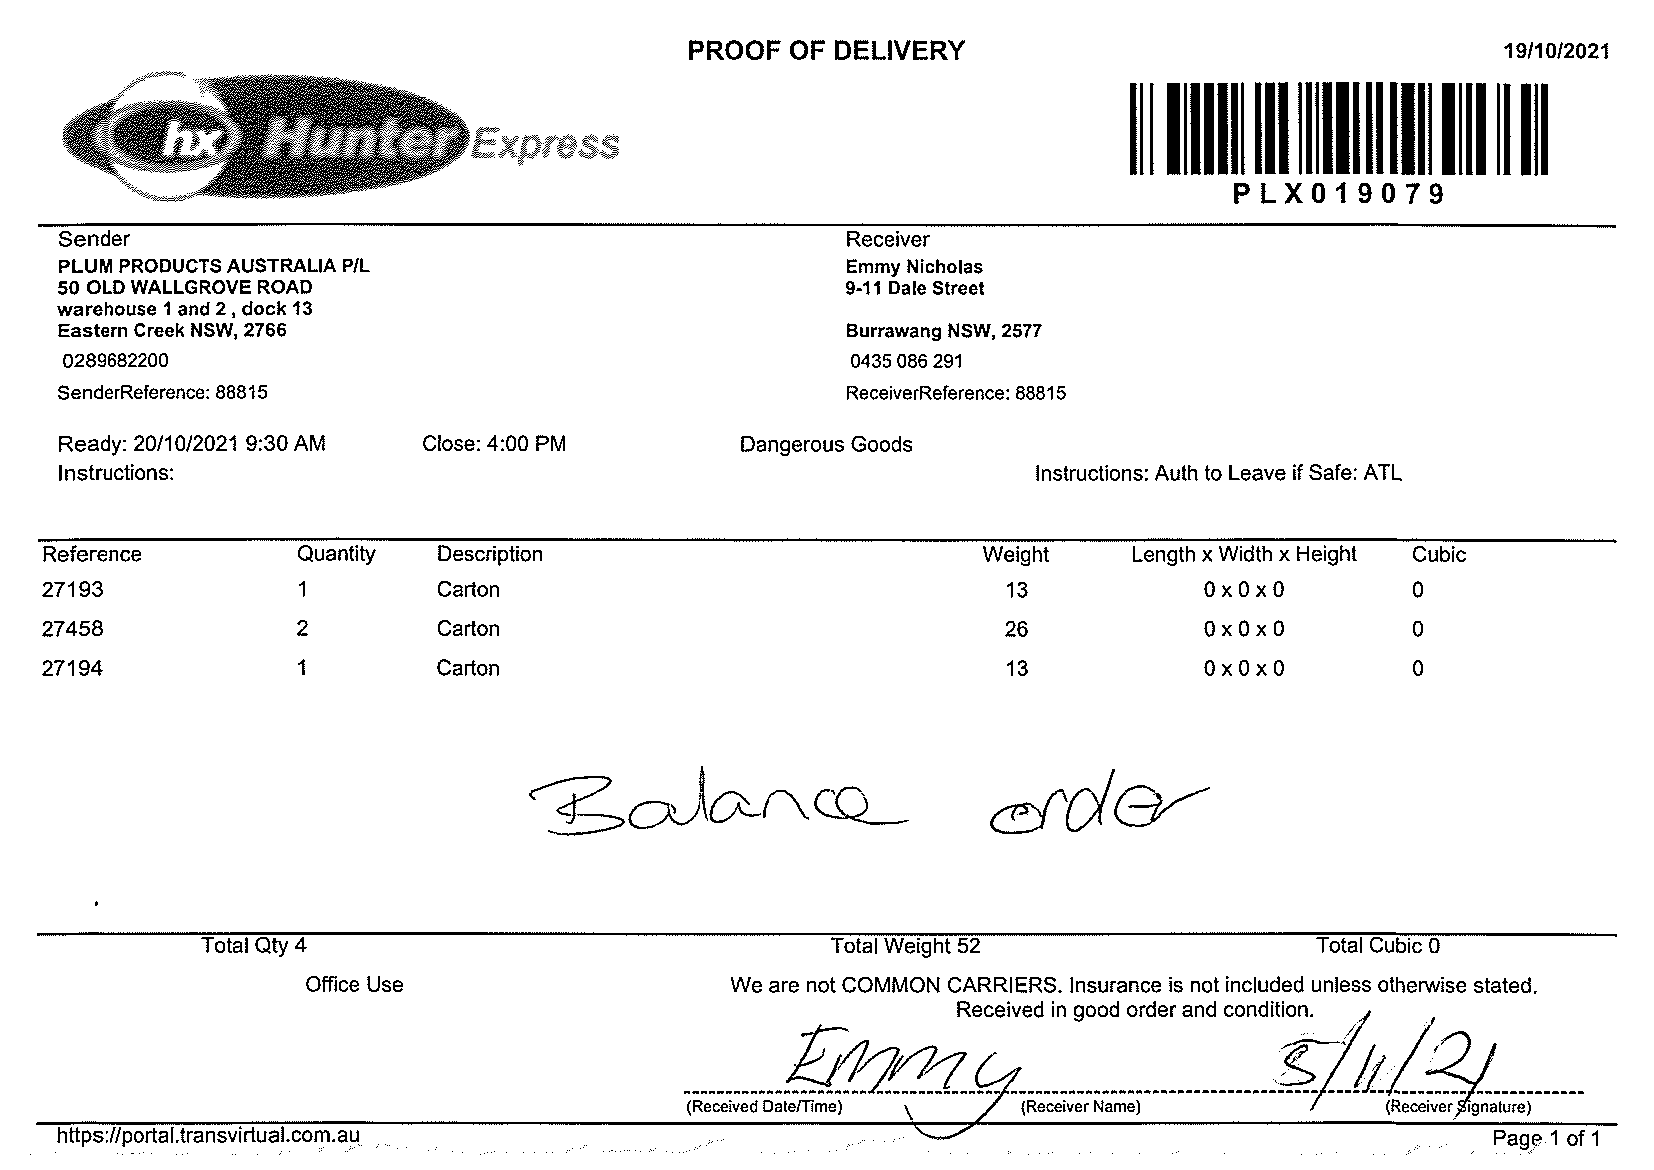 PROOF OF DELIVERY
19/10/2021
hx Hunter Express
PLX019079
Sender
PLUM PRODUCTS AUSTRALIA P/L
50 OLD WALLGROVE ROAD
warehouse 1 and 2 , dock 13
Eastern Creek NSW, 2766
0289682200
SenderReference: 88815
Receiver
Emmy Nicholas
9-11 Dale Street
Burrawang NSW, 2577
0435 086 291
ReceiverReference: 88815
Ready: 20/10/2021 9:30 AM Close: 4:00 PM Dangerous Goods
Instructions: Instructions: Auth to Leave if Safe: ATL
Reference Quantity Description Weight Length x Width x Height Cubic
27193 1 Carton 13 0 x 0 x 0 0
27458 2 Carton 26 0 x 0 x 0 0
27194 1 Carton 13 0 x 0 x 0 0
Balance order
Total Qty 4 Total Weight 52 Total Cubic 0
Office Use
We are not COMMON CARRIERS. Insurance is not included unless otherwise stated.
Received in good order and condition.
Emmy 5/11/21
(Received Date/Time) (Receiver Name) (Receiver Signature)
https://portal.transvirtual.com.au Page 1 of 1